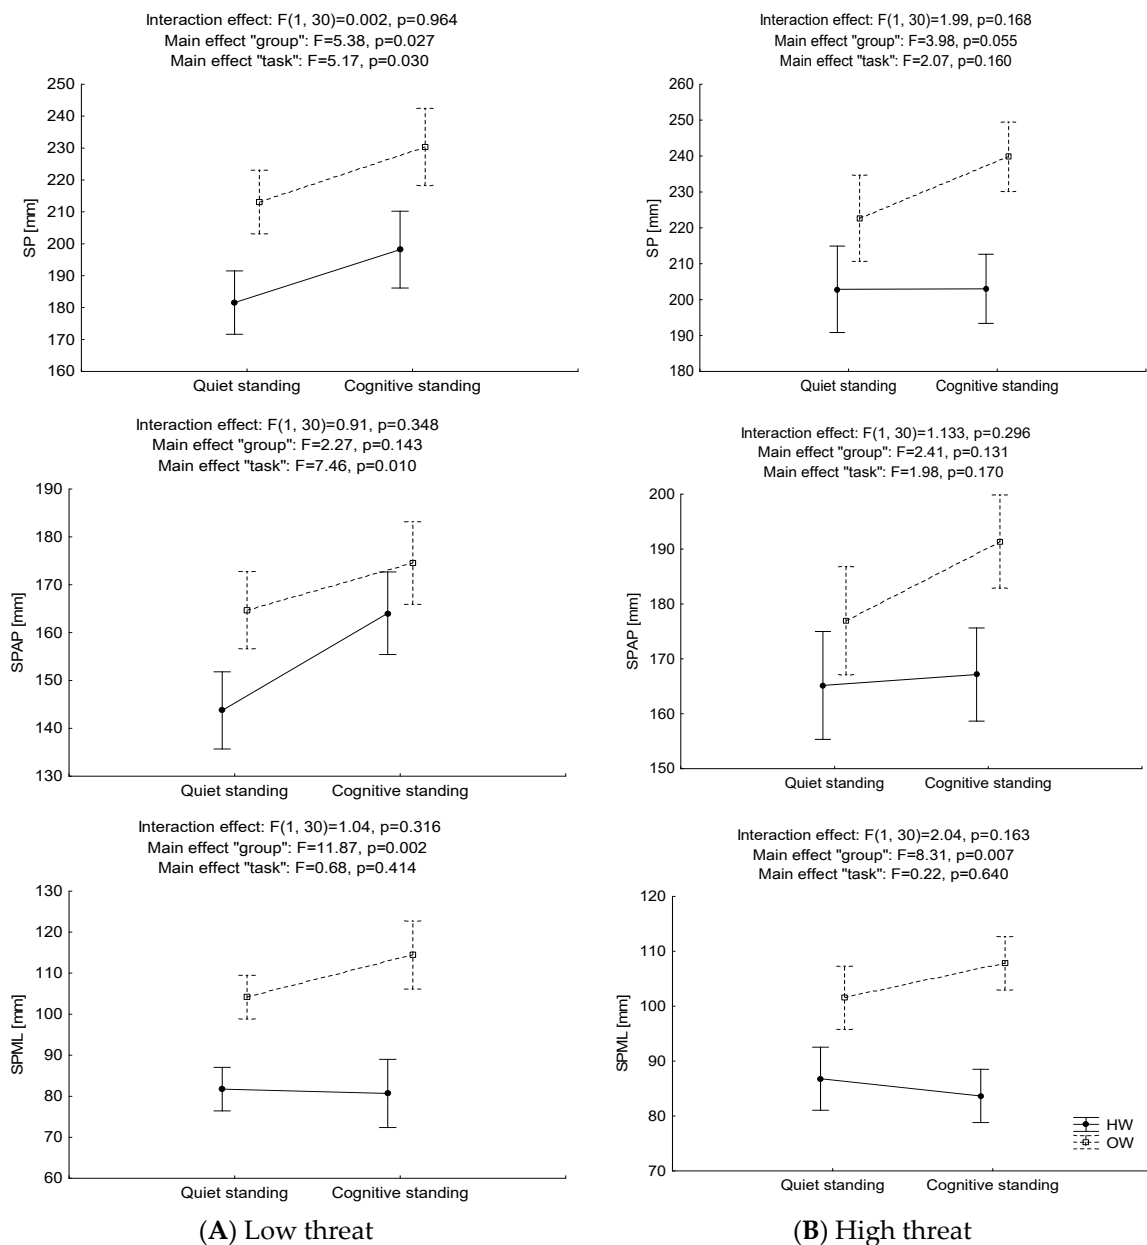 Interaction effect: F(1, 30)=0.002, p=0.964
Main effect "group": F=5.38, p=0.027
Main effect "task": F=5.17, p=0.030
250
240
230
220
210
200
190
180
170
160
SP [mm]
Quiet standing Cognitive standing
Interaction effect: F(1, 30)=1.99, p=0.168
Main effect "group": F=3.98, p=0.055
Main effect "task": F=2.07, p=0.160
260
250
240
230
220
210
200
190
180
SP [mm]
Quiet standing Cognitive standing
Interaction effect: F(1, 30)=0.91, p=0.348
Main effect "group": F=2.27, p=0.143
Main effect "task": F=7.46, p=0.010
190
180
170
160
150
140
130
SPAP [mm]
Quiet standing Cognitive standing
Interaction effect: F(1, 30)=1.133, p=0.296
Main effect "group": F=2.41, p=0.131
Main effect "task": F=1.98, p=0.170
200
190
180
170
160
150
SPAP [mm]
Quiet standing Cognitive standing
Interaction effect: F(1, 30)=1.04, p=0.316
Main effect "group": F=11.87, p=0.002
Main effect "task": F=0.68, p=0.414
130
120
110
100
90
80
70
60
SPML [mm]
Quiet standing Cognitive standing
Interaction effect: F(1, 30)=2.04, p=0.163
Main effect "group": F=8.31, p=0.007
Main effect "task": F=0.22, p=0.640
120
110
100
90
80
70
SPML [mm]
Quiet standing Cognitive standing
HW
OW
(A) Low threat
(B) High threat